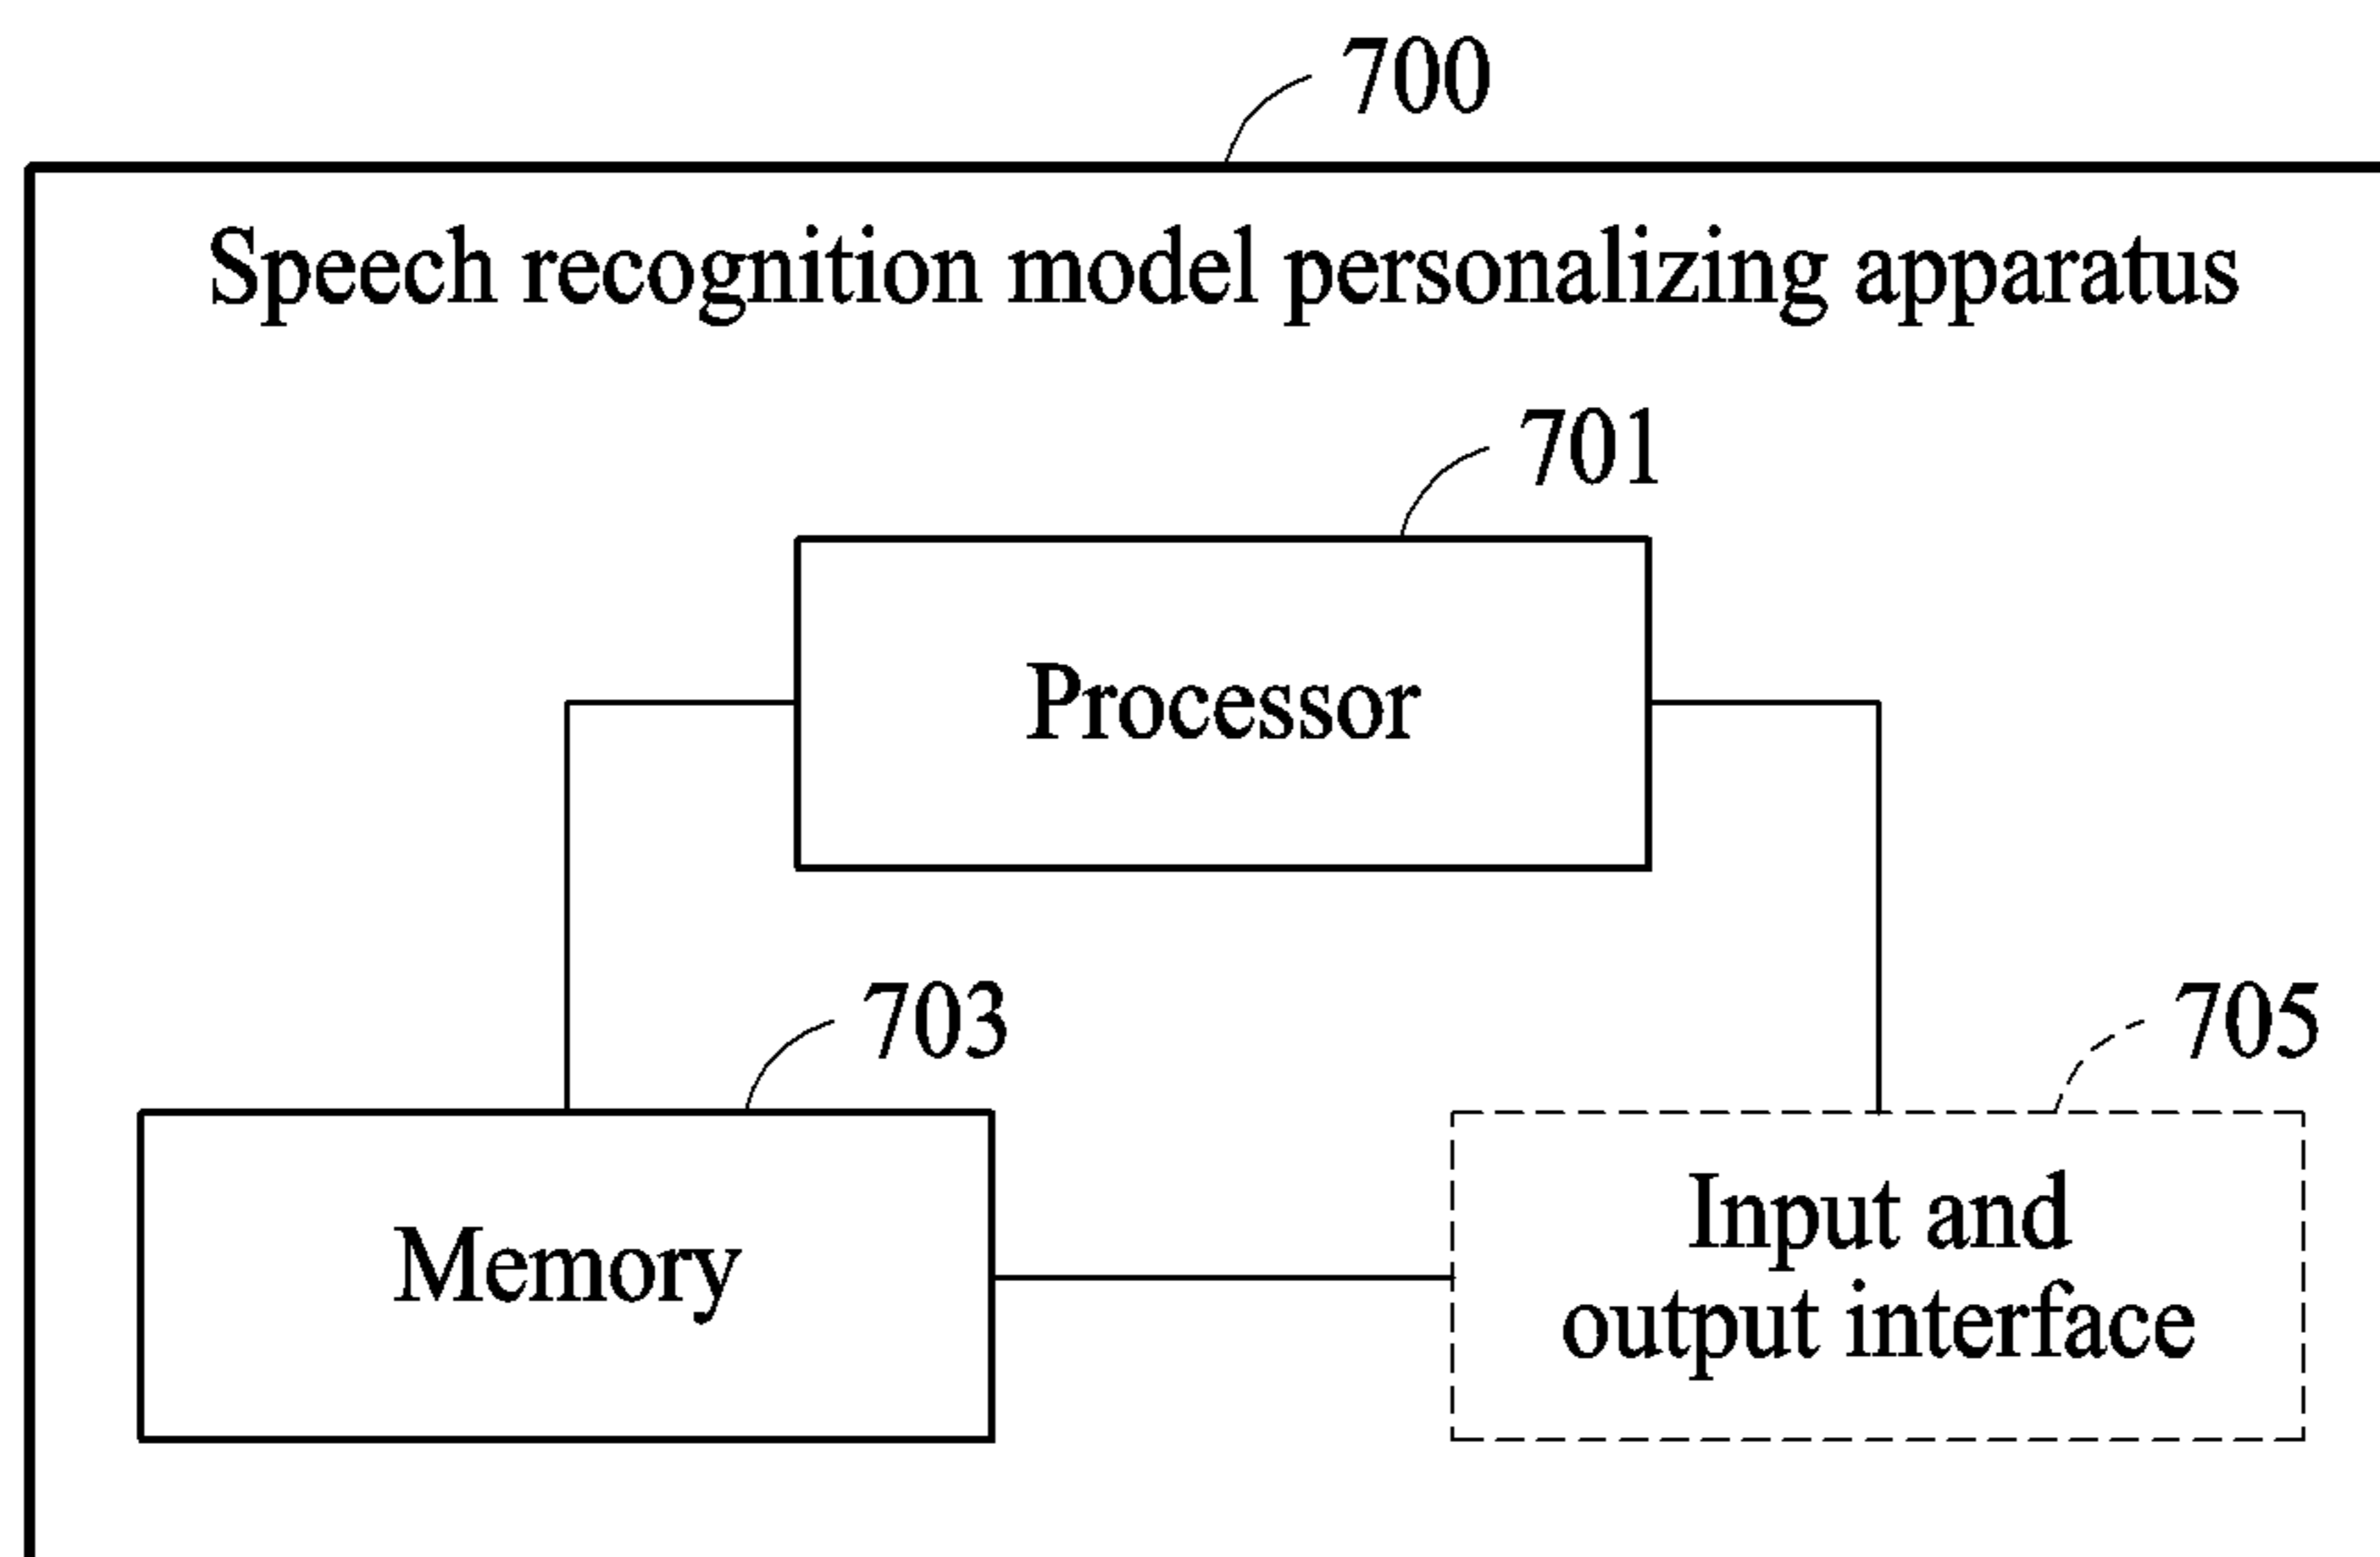 700
Speech recognition model personalizing apparatus
701
Processor
703
705
Memory
Input and
output interface